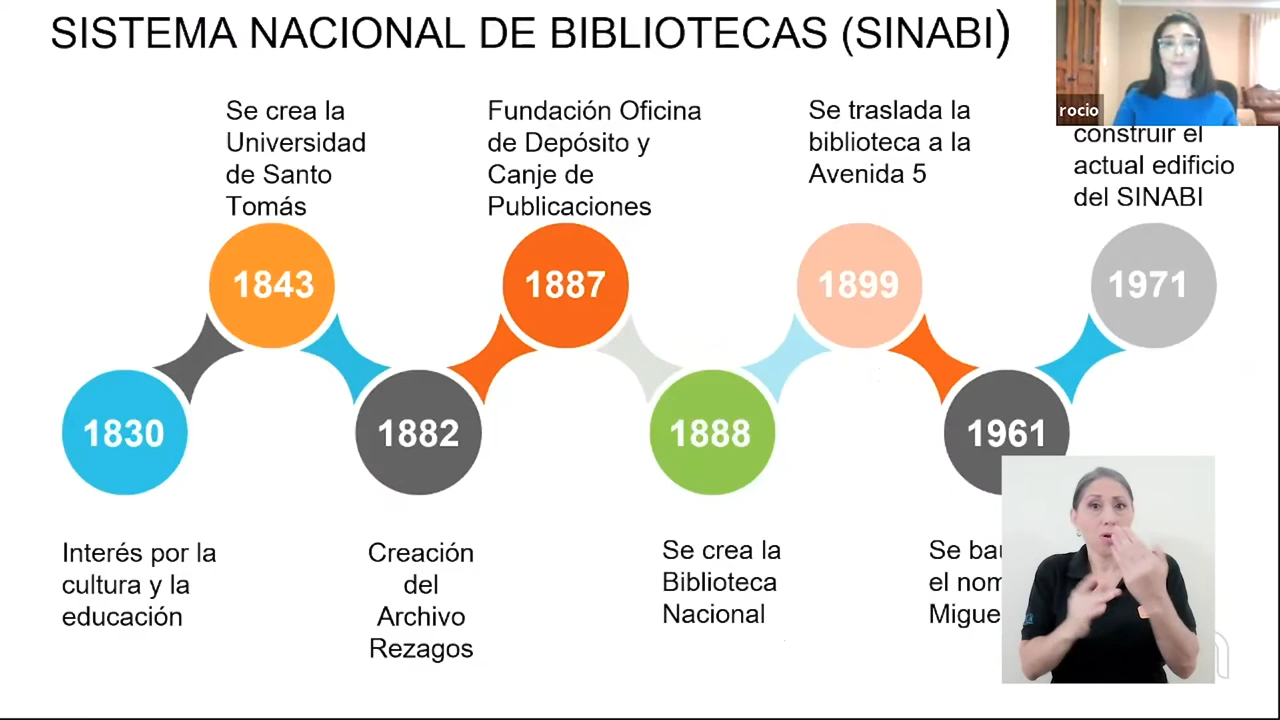 SISTEMA NACIONAL DE BIBLIOTECAS (SINABI)
rocio
Se crea la
Universidad
de Santo
Tomás
Fundación Oficina
de Depósito y
Canje de
Publicaciones
Se traslada la
biblioteca a la
Avenida 5
construir el
actual edificio
del SINABI
1843
1887
1899
1971
1830
1882
1888
1961
Interés por la
cultura y la
educación
Creación
del
Archivo
Rezagos
Se crea la
Biblioteca
Nacional
Se
el